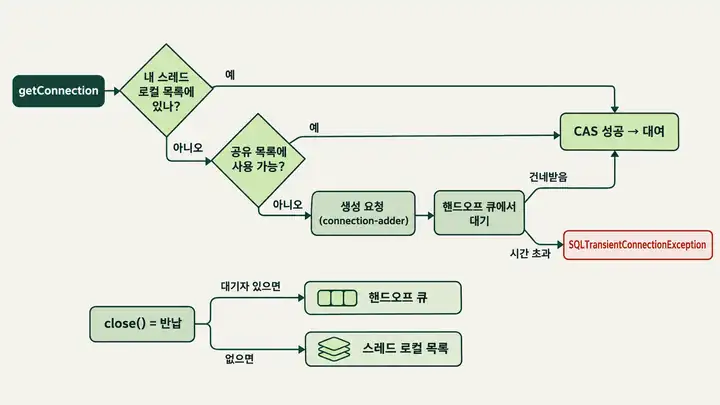 getConnection
내 스레드
로컬 목록에
있나?
예
아니오
공유 목록에
사용 가능?
예
CAS 성공 → 대여
아니오
생성 요청
(connection-adder)
핸드오프 큐에서
대기
건네받음
시간 초과
SQLTransientConnectionException
close() = 반납
대기자 있으면
핸드오프 큐
없으면
스레드 로컬 목록